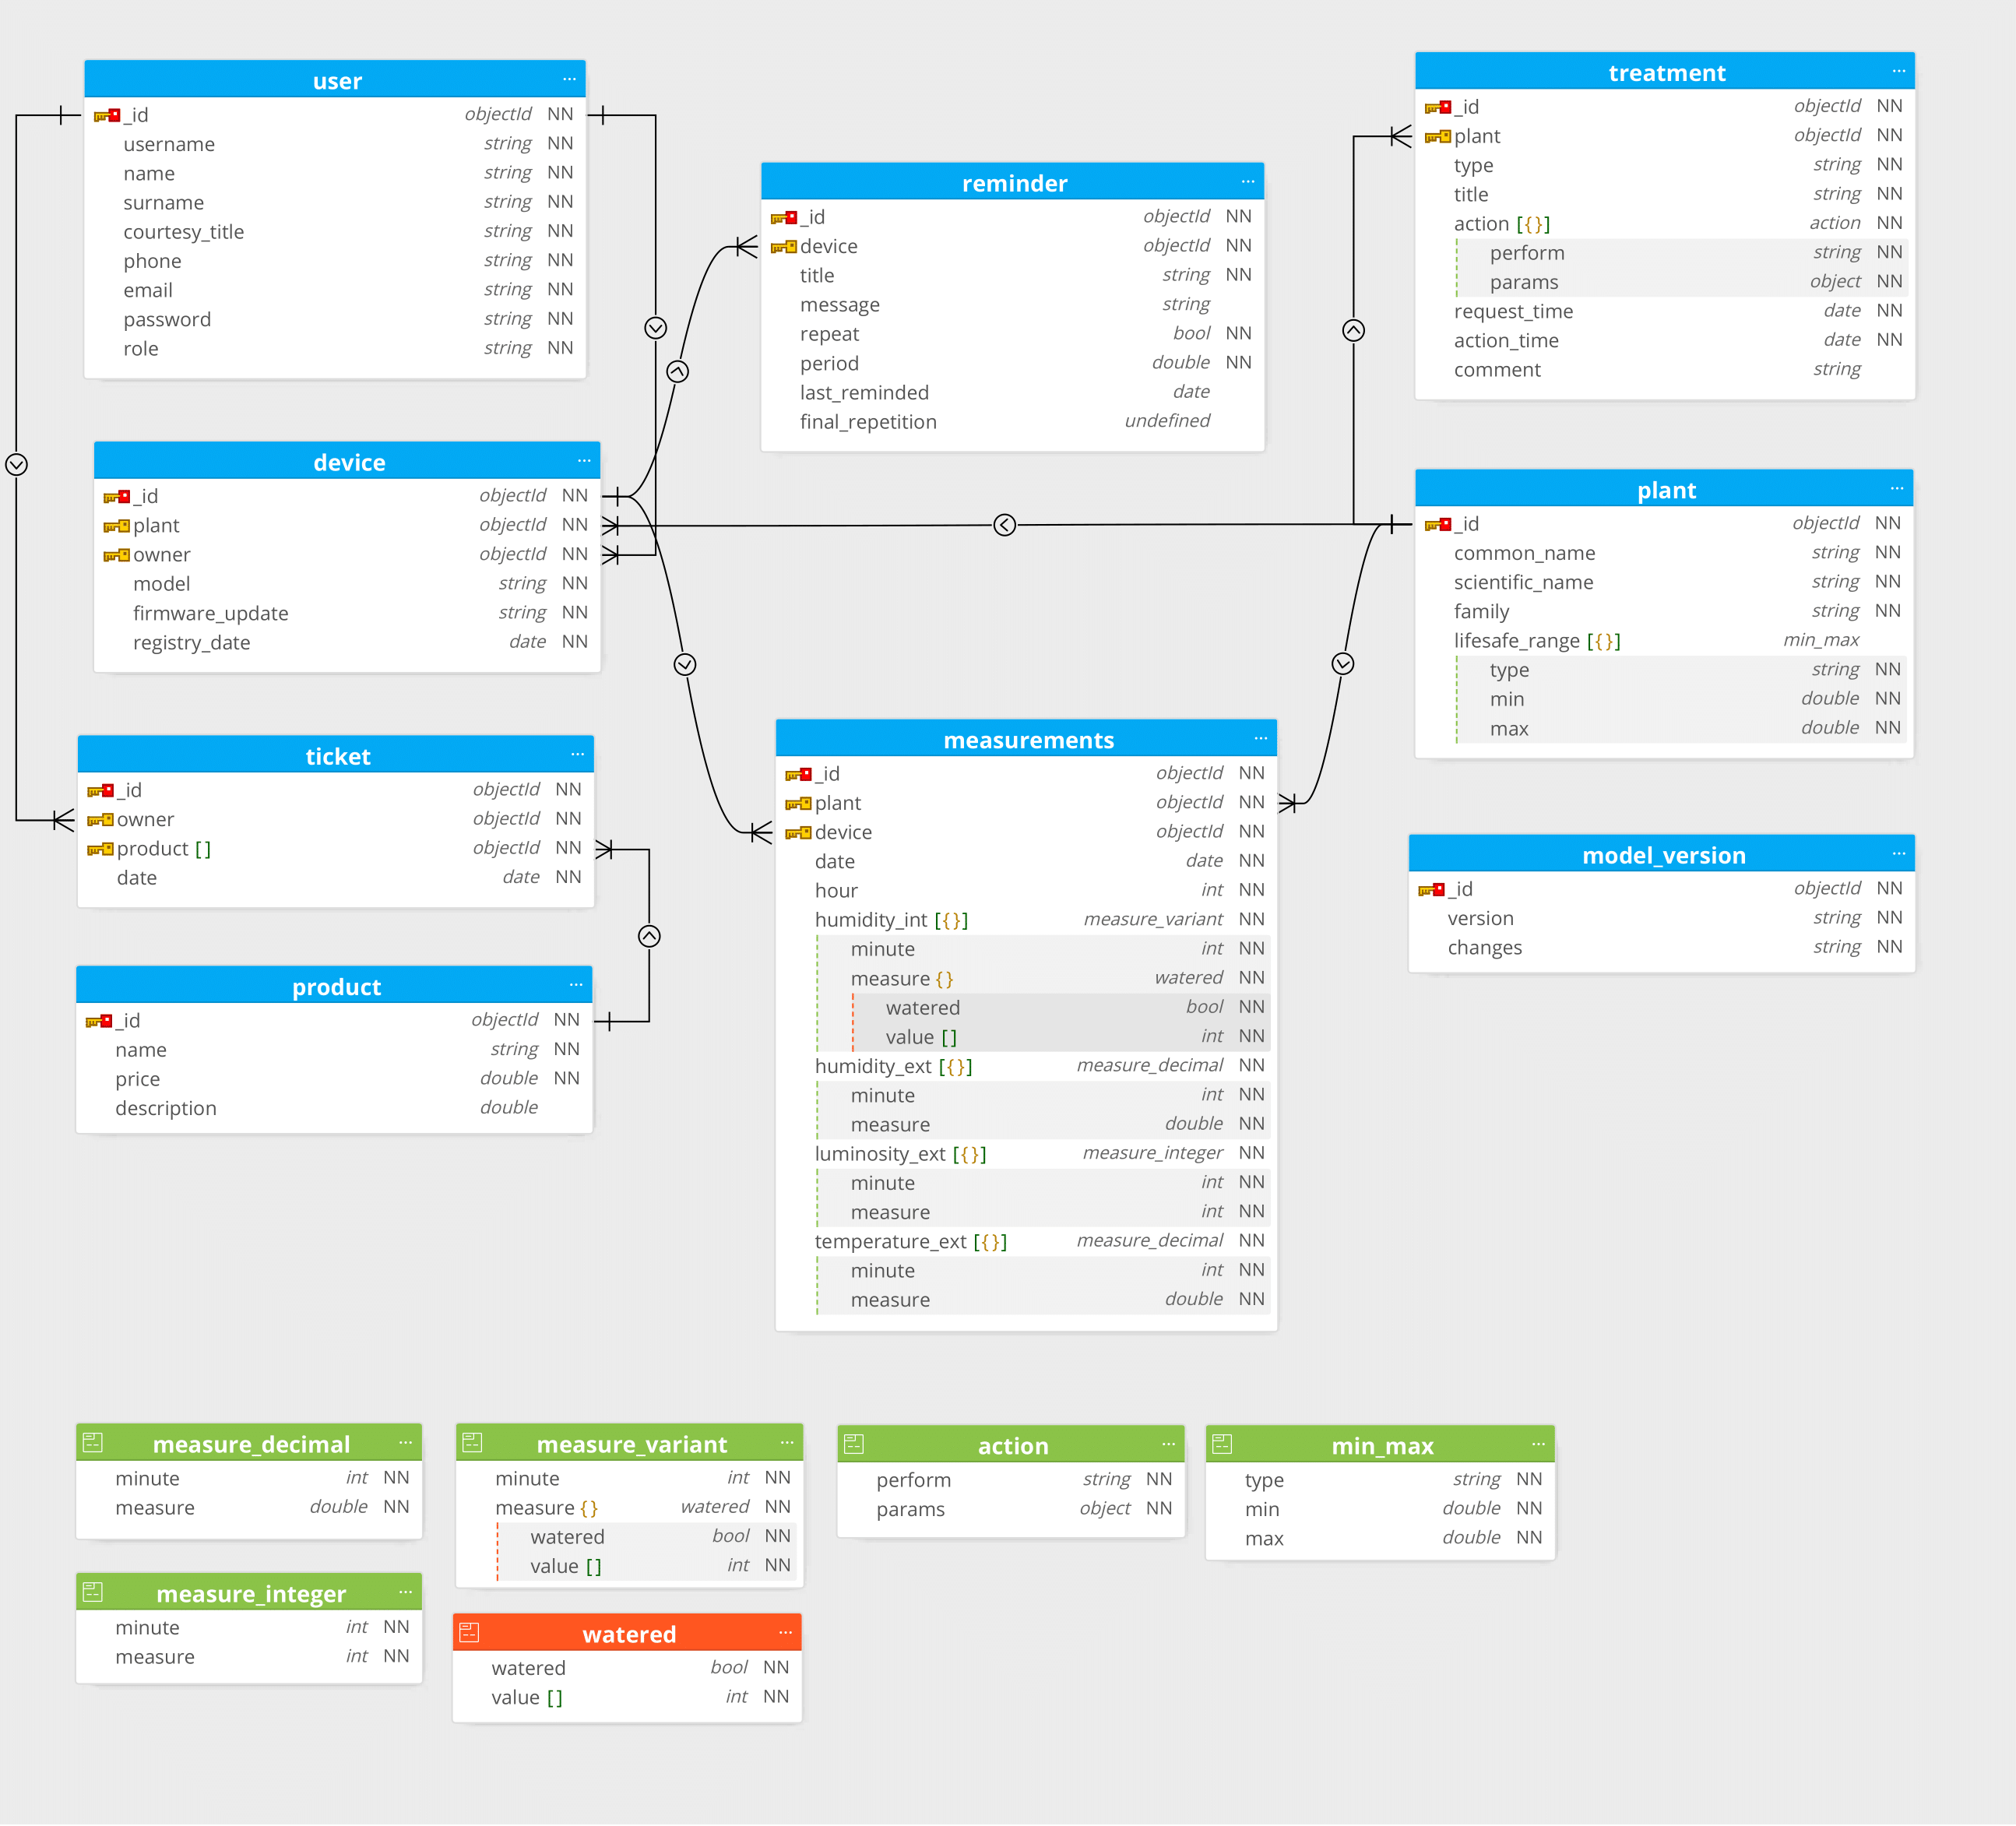 user ...
_id objectId NN
username string NN
name string NN
surname string NN
courtesy_title string NN
phone string NN
email string NN
password string NN
role string NN
device ...
_id objectId NN
plant objectId NN
owner objectId NN
model string NN
firmware_update string NN
registry_date date NN
ticket ...
_id objectId NN
owner objectId NN
product [] objectId NN
date date NN
product ...
_id objectId NN
name string NN
price double NN
description double
reminder ...
_id objectId NN
device objectId NN
title string NN
message string
repeat bool NN
period double NN
last_reminded date
final_repetition undefined
measurements ...
_id objectId NN
plant objectId NN
device objectId NN
date date NN
hour int NN
humidity_int [{}] measure_variant NN
minute int NN
measure {} watered NN
watered bool NN
value [] int NN
humidity_ext [{}] measure_decimal NN
minute int NN
measure double NN
luminosity_ext [{}] measure_integer NN
minute int NN
measure int NN
temperature_ext [{}] measure_decimal NN
minute int NN
measure double NN
treatment ...
_id objectId NN
plant objectId NN
type string NN
title string NN
action [{}] action NN
perform string NN
params object NN
request_time date NN
action_time date NN
comment string
plant ...
_id objectId NN
common_name string NN
scientific_name string NN
family string NN
lifesafe_range [{}] min_max
type string NN
min double NN
max double NN
model_version ...
_id objectId NN
version string NN
changes string NN
measure_decimal ...
minute int NN
measure double NN
measure_integer ...
minute int NN
measure int NN
measure_variant ...
minute int NN
measure {} watered NN
watered bool NN
value [] int NN
watered ...
watered bool NN
value [] int NN
action ...
perform string NN
params object NN
min_max ...
type string NN
min double NN
max double NN